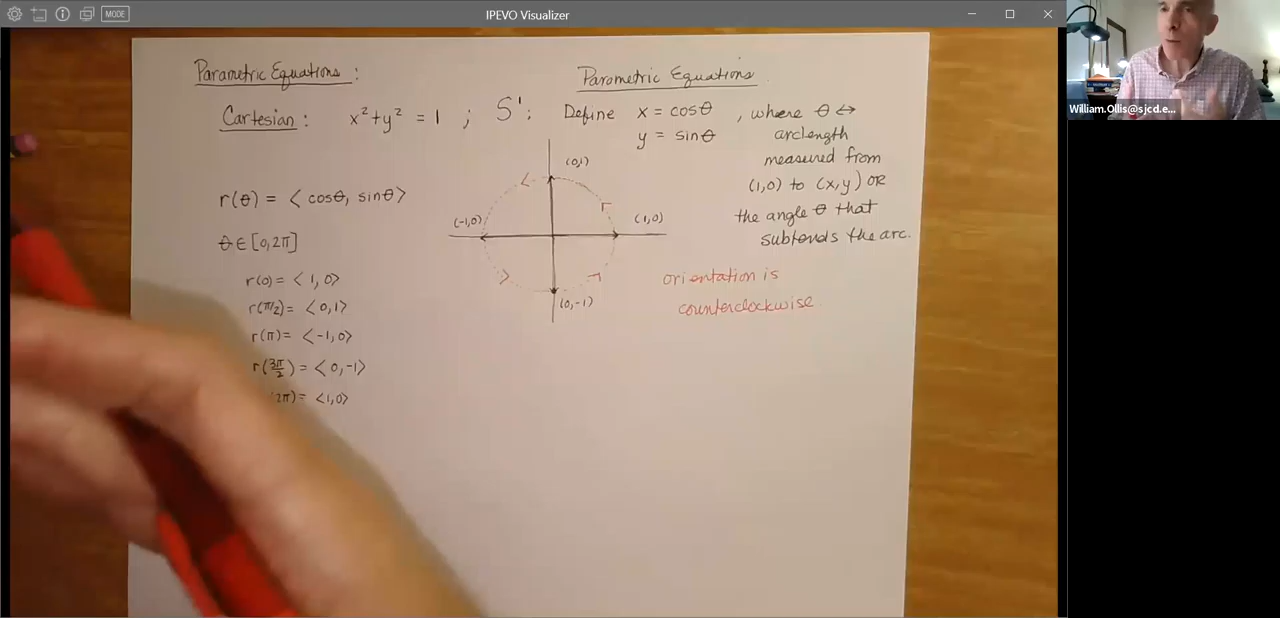 MODE
IPEVO Visualizer
William.Ollis@sjcd.e...
Parametric Equations :
Cartesian : x² + y² = 1 ; S¹ ;
Parametric Equations
Define x = cosθ , where θ ↔
y = sinθ arclength
measured from
(1,0) to (x,y) OR
the angle θ that
subtends the arc.
r(θ) = < cosθ, sinθ >
θ ∈ [0, 2π]
r(0) = < 1, 0 >
r(π/2) = < 0, 1 >
r(π) = < -1, 0 >
r(3π/2) = < 0, -1 >
2π) = < 1, 0 >
(0,1)
(-1,0)
(1,0)
(0,-1)
orientation is
counterclockwise.